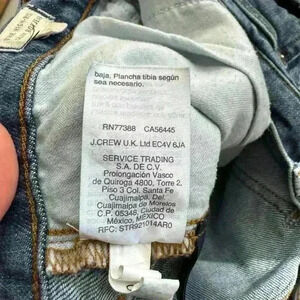 baja. Plancha tibia según
sea necesario.
RN77388 CA56445
J.CREW U.K. Ltd EC4V 6JA
SERVICE TRADING
S.A. DE C.V.
Prolongación Vasco
de Quiroga 4800, Torre 2,
Piso 3 Col. Santa Fe
Cuajimalpa, Del.
Cuajimalpa de Morelos
C.P. 05348, Ciudad de
México, MEXICO
RFC: STR921014AR0